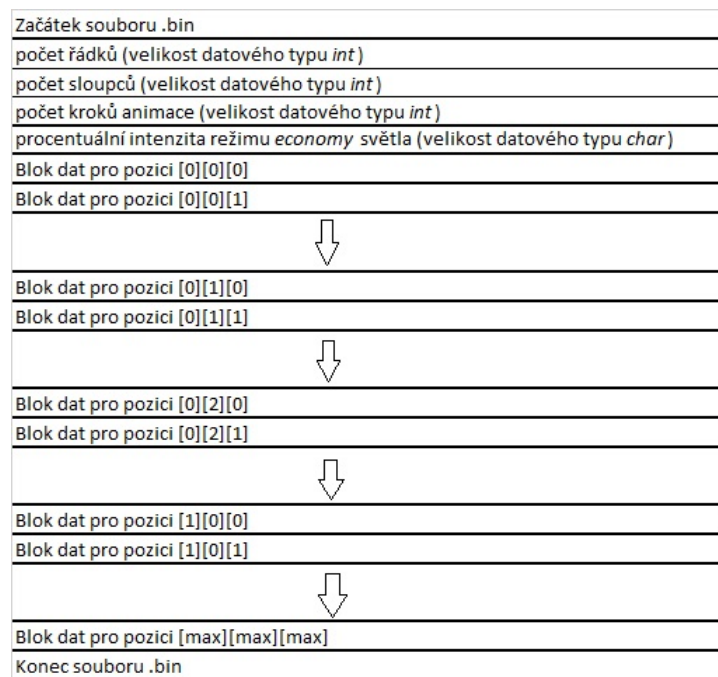 Začátek souboru .bin
počet řádků (velikost datového typu int)
počet sloupců (velikost datového typu int)
počet kroků animace (velikost datového typu int)
procentuální intenzita režimu economy světla (velikost datového typu char)
Blok dat pro pozici [0][0][0]
Blok dat pro pozici [0][0][1]
Blok dat pro pozici [0][1][0]
Blok dat pro pozici [0][1][1]
Blok dat pro pozici [0][2][0]
Blok dat pro pozici [0][2][1]
Blok dat pro pozici [1][0][0]
Blok dat pro pozici [1][0][1]
Blok dat pro pozici [max][max][max]
Konec souboru .bin